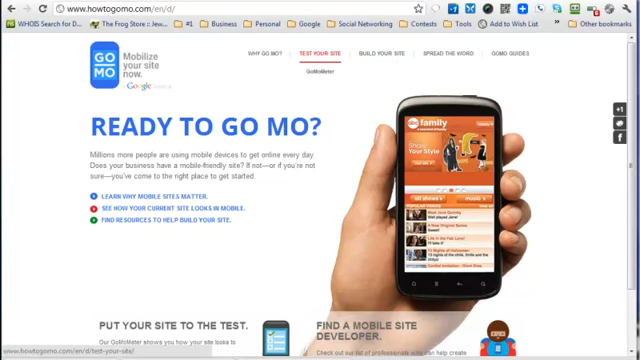 www.howtogomo.com/en/d/
WHOIS Search for D
The Frog Store :: Jew...
#1
Business
Personal
Google
Social Networking
Contests
Tools
Add to Wish List
Other bookmarks
GO
MO
Mobilize
your site
now.
Google
WHY GO MO?
TEST YOUR SITE
BUILD YOUR SITE
SPREAD THE WORD
GOMO GUIDES
GoMoMeter
+1
READY TO GO MO?
Millions more people are using mobile devices to get online every day
Does your business have a mobile-friendly site? If not—or if you're not
sure—you've come to the right place to get started.
LEARN WHY MOBILE SITES MATTER.
SEE HOW YOUR CURRENT SITE LOOKS IN MOBILE.
FIND RESOURCES TO HELP BUILD YOUR SITE.
abc family
Show
Your Style
all shows
music
PUT YOUR SITE TO THE TEST.
Our GoMoMeter shows you how your site looks to
FIND A MOBILE SITE
DEVELOPER.
Check out our list of professionals who can help create
www.howtogomo.com/en/d/test-your-site/